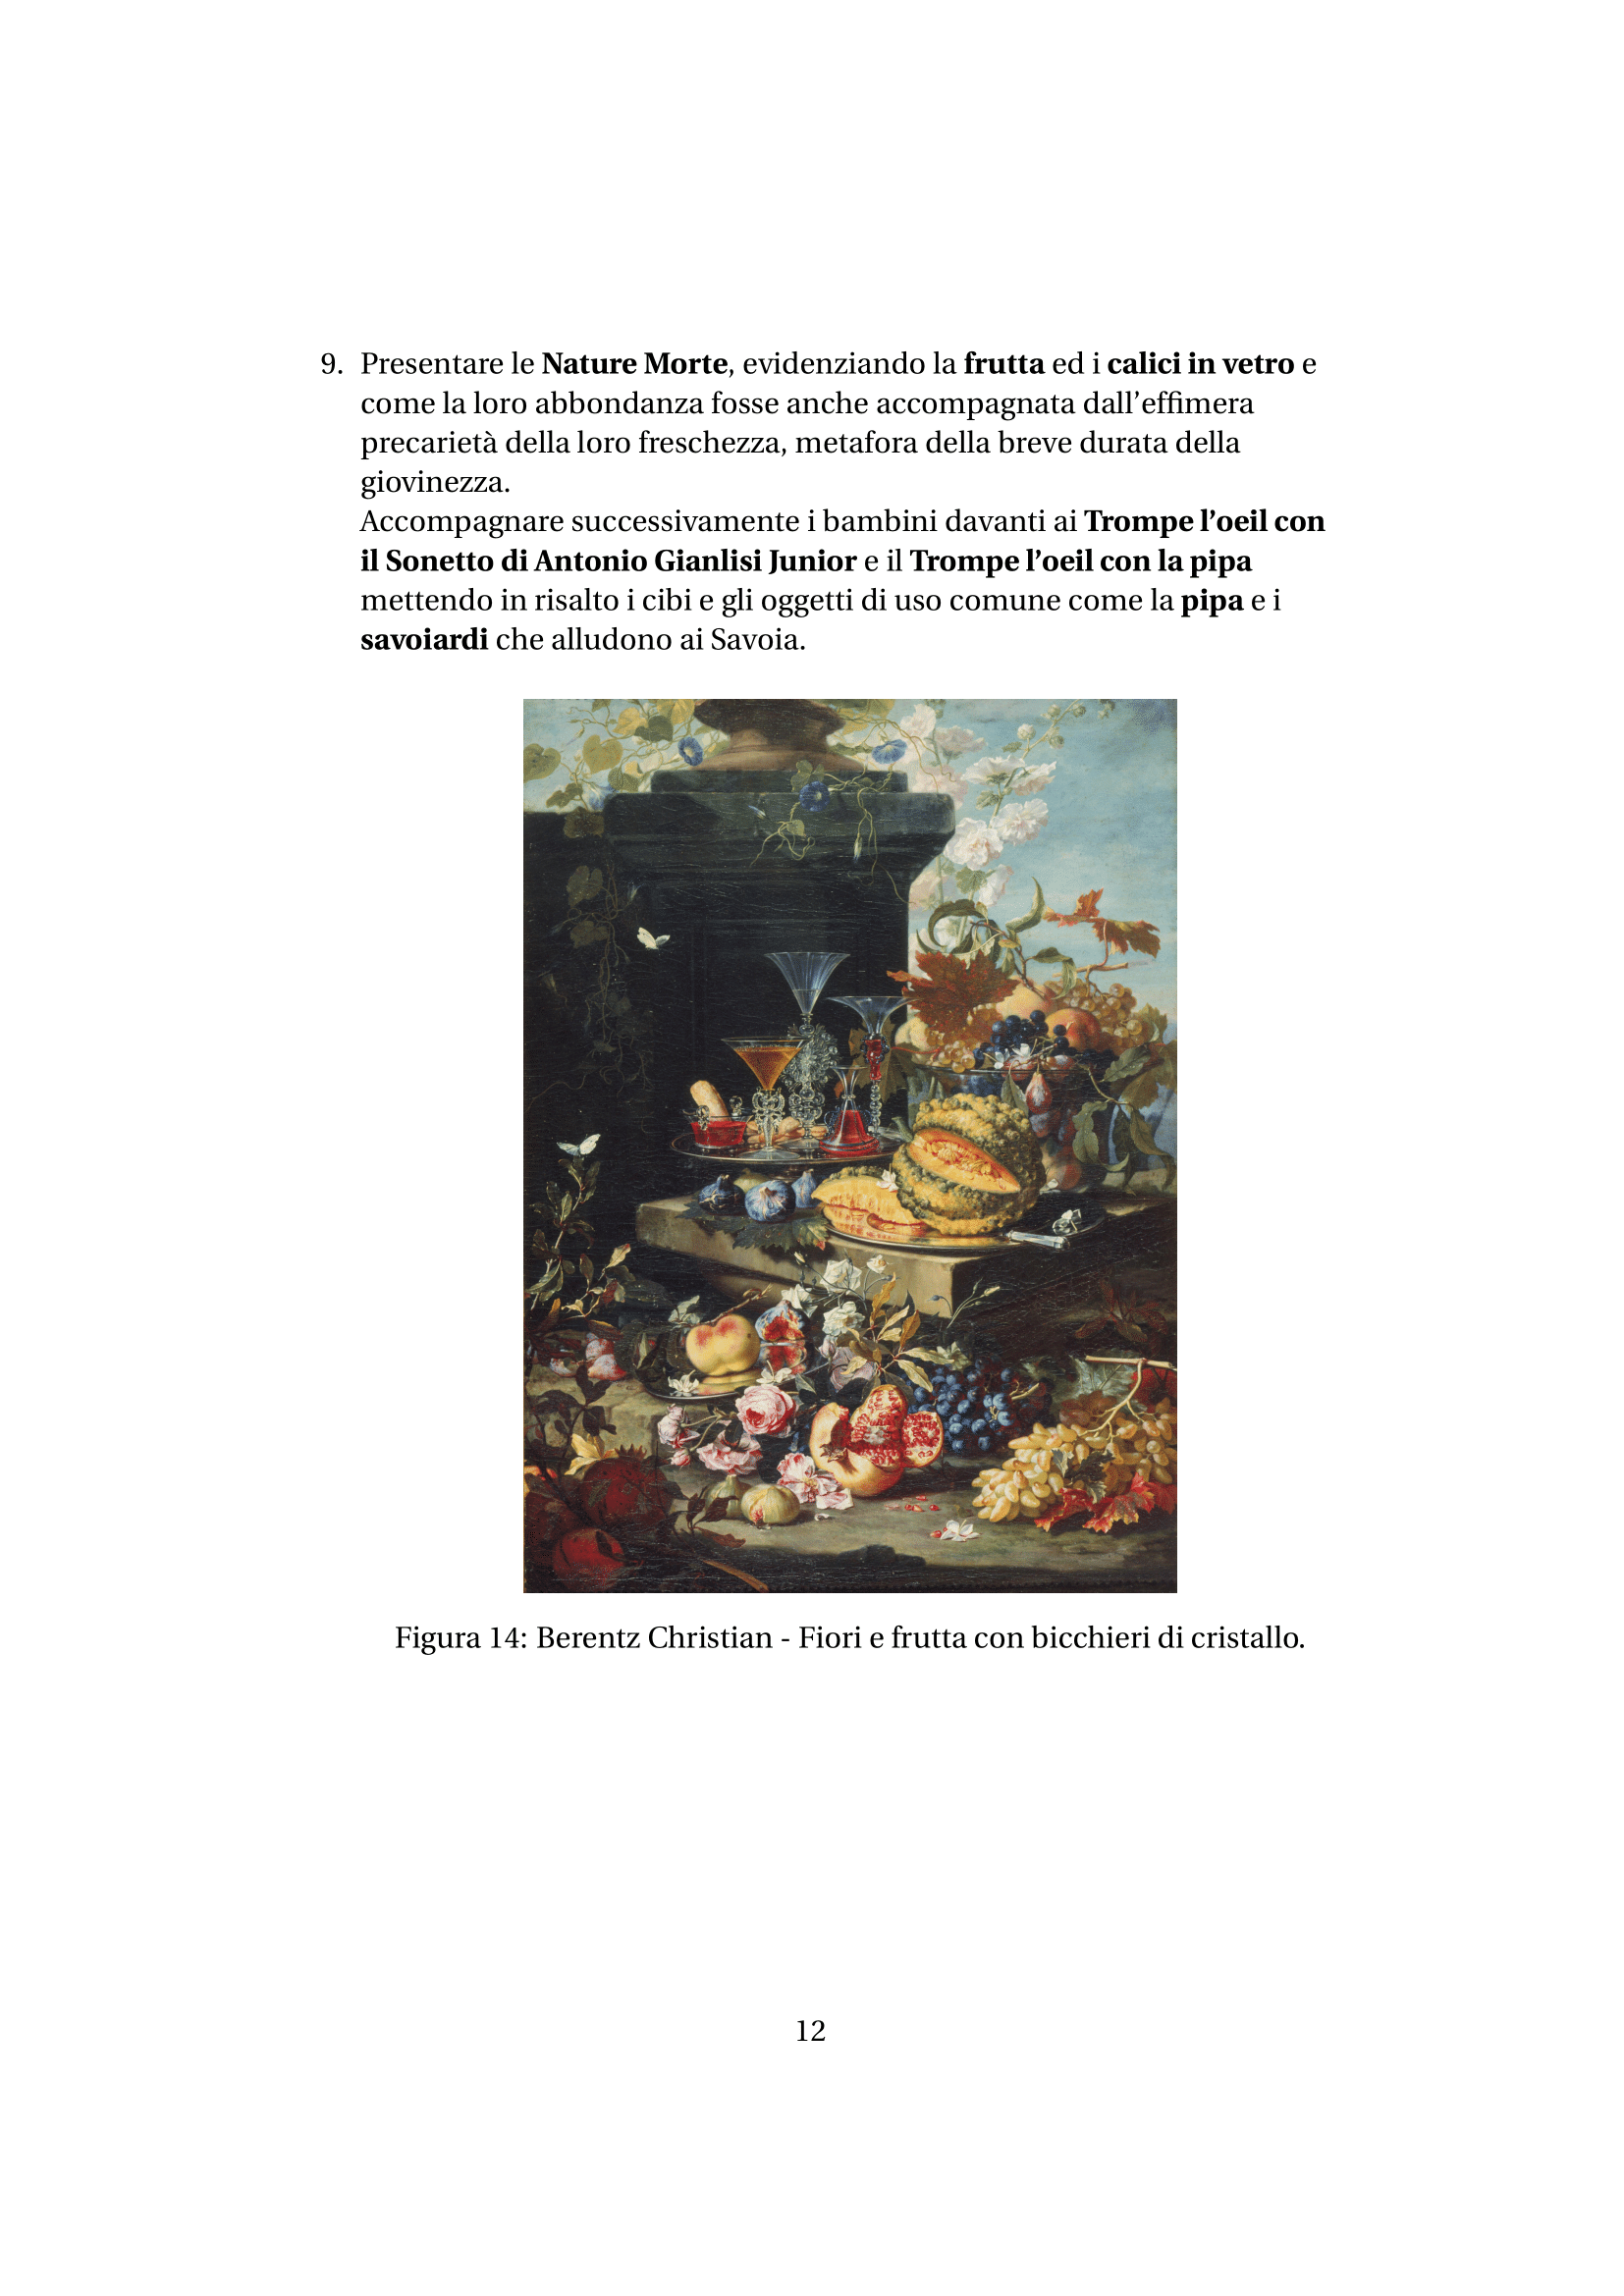 9. Presentare le Nature Morte, evidenziando la frutta ed i calici in vetro e
come la loro abbondanza fosse anche accompagnata dall’effimera
precarietà della loro freschezza, metafora della breve durata della
giovinezza.
Accompagnare successivamente i bambini davanti ai Trompe l’oeil con
il Sonetto di Antonio Gianlisi Junior e il Trompe l’oeil con la pipa
mettendo in risalto i cibi e gli oggetti di uso comune come la pipa e i
savoiardi che alludono ai Savoia.
Figura 14: Berentz Christian - Fiori e frutta con bicchieri di cristallo.
12